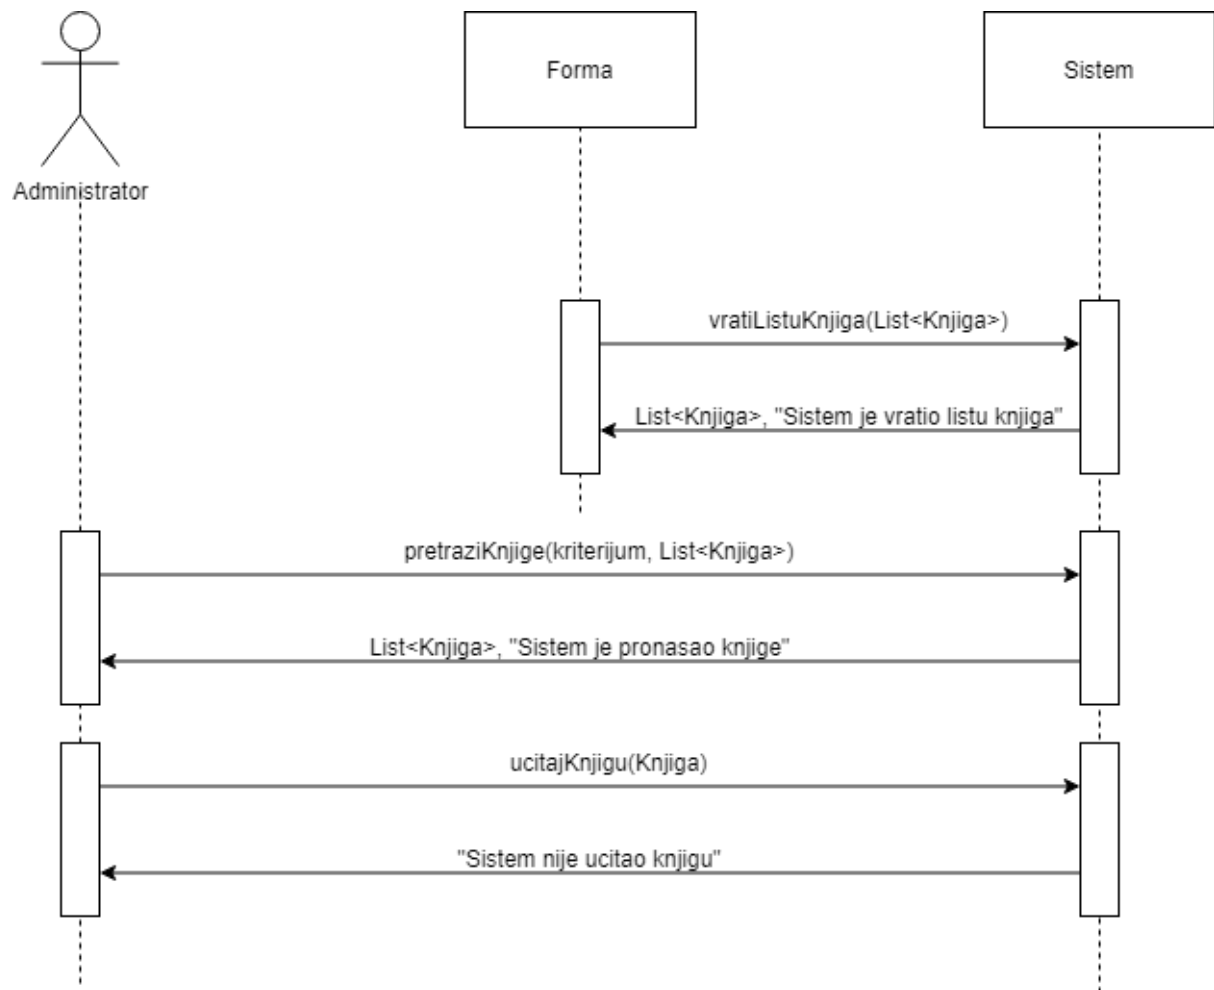 Forma
Sistem
Administrator
vratiListuKnjiga(List<Knjiga>)
List<Knjiga>, "Sistem je vratio listu knjiga"
pretraziKnjige(kriterijum, List<Knjiga>)
List<Knjiga>, "Sistem je pronasao knjige"
ucitajKnjigu(Knjiga)
"Sistem nije ucitao knjigu"